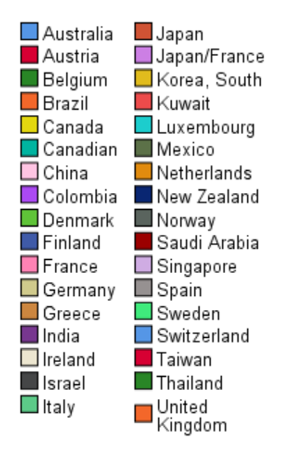 Australia
Austria
Belgium
Brazil
Canada
Canadian
China
Colombia
Denmark
Finland
France
Germany
Greece
India
Ireland
Israel
Italy
Japan
Japan/France
Korea, South
Kuwait
Luxembourg
Mexico
Netherlands
New Zealand
Norway
Saudi Arabia
Singapore
Spain
Sweden
Switzerland
Taiwan
Thailand
United
Kingdom